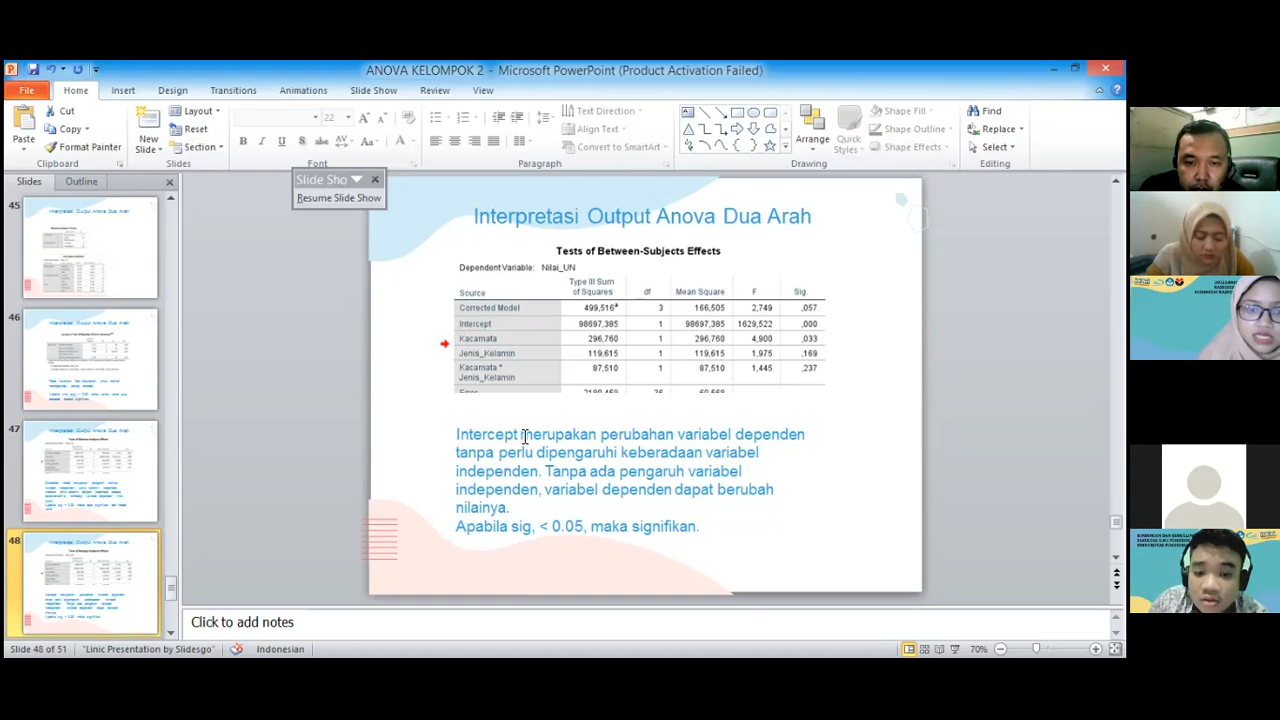 ANOVA KELOMPOK 2 - Microsoft PowerPoint (Product Activation Failed)
File Home Insert Design Transitions Animations Slide Show Review View
Paste
Cut
Copy
Format Painter
Clipboard
New Slide
Layout
Reset
Section
Slides
22
Font
Text Direction
Align Text
Convert to SmartArt
Paragraph
Arrange
Quick Styles
Shape Fill
Shape Outline
Shape Effects
Drawing
Find
Replace
Select
Editing
Slides Outline
Slide Sho
Resume Slide Show
45
Interpretasi Output Anova Dua Arah
46
47
48
Interpretasi Output Anova Dua Arah
Tests of Between-Subjects Effects
Dependent Variable: Nilai_UN
Source Type III Sum of Squares df Mean Square F Sig.
Corrected Model 499,516ª 3 166,505 2,749 ,057
Intercept 98697,385 1 98697,385 1629,522 ,000
Kacamata 296,760 1 296,760 4,900 ,033
Jenis_Kelamin 119,615 1 119,615 1,975 ,169
Kacamata * Jenis_Kelamin 87,510 1 87,510 1,445 ,237
Intercept merupakan perubahan variabel dependen
tanpa perlu dipengaruhi keberadaan variabel
independen. Tanpa ada pengaruh variabel
independen variabel dependen dapat berubah
nilainya.
Apabila sig, < 0.05, maka signifikan.
Click to add notes
Slide 48 of 51 "Linic Presentation by Slidesgo" Indonesian 70%